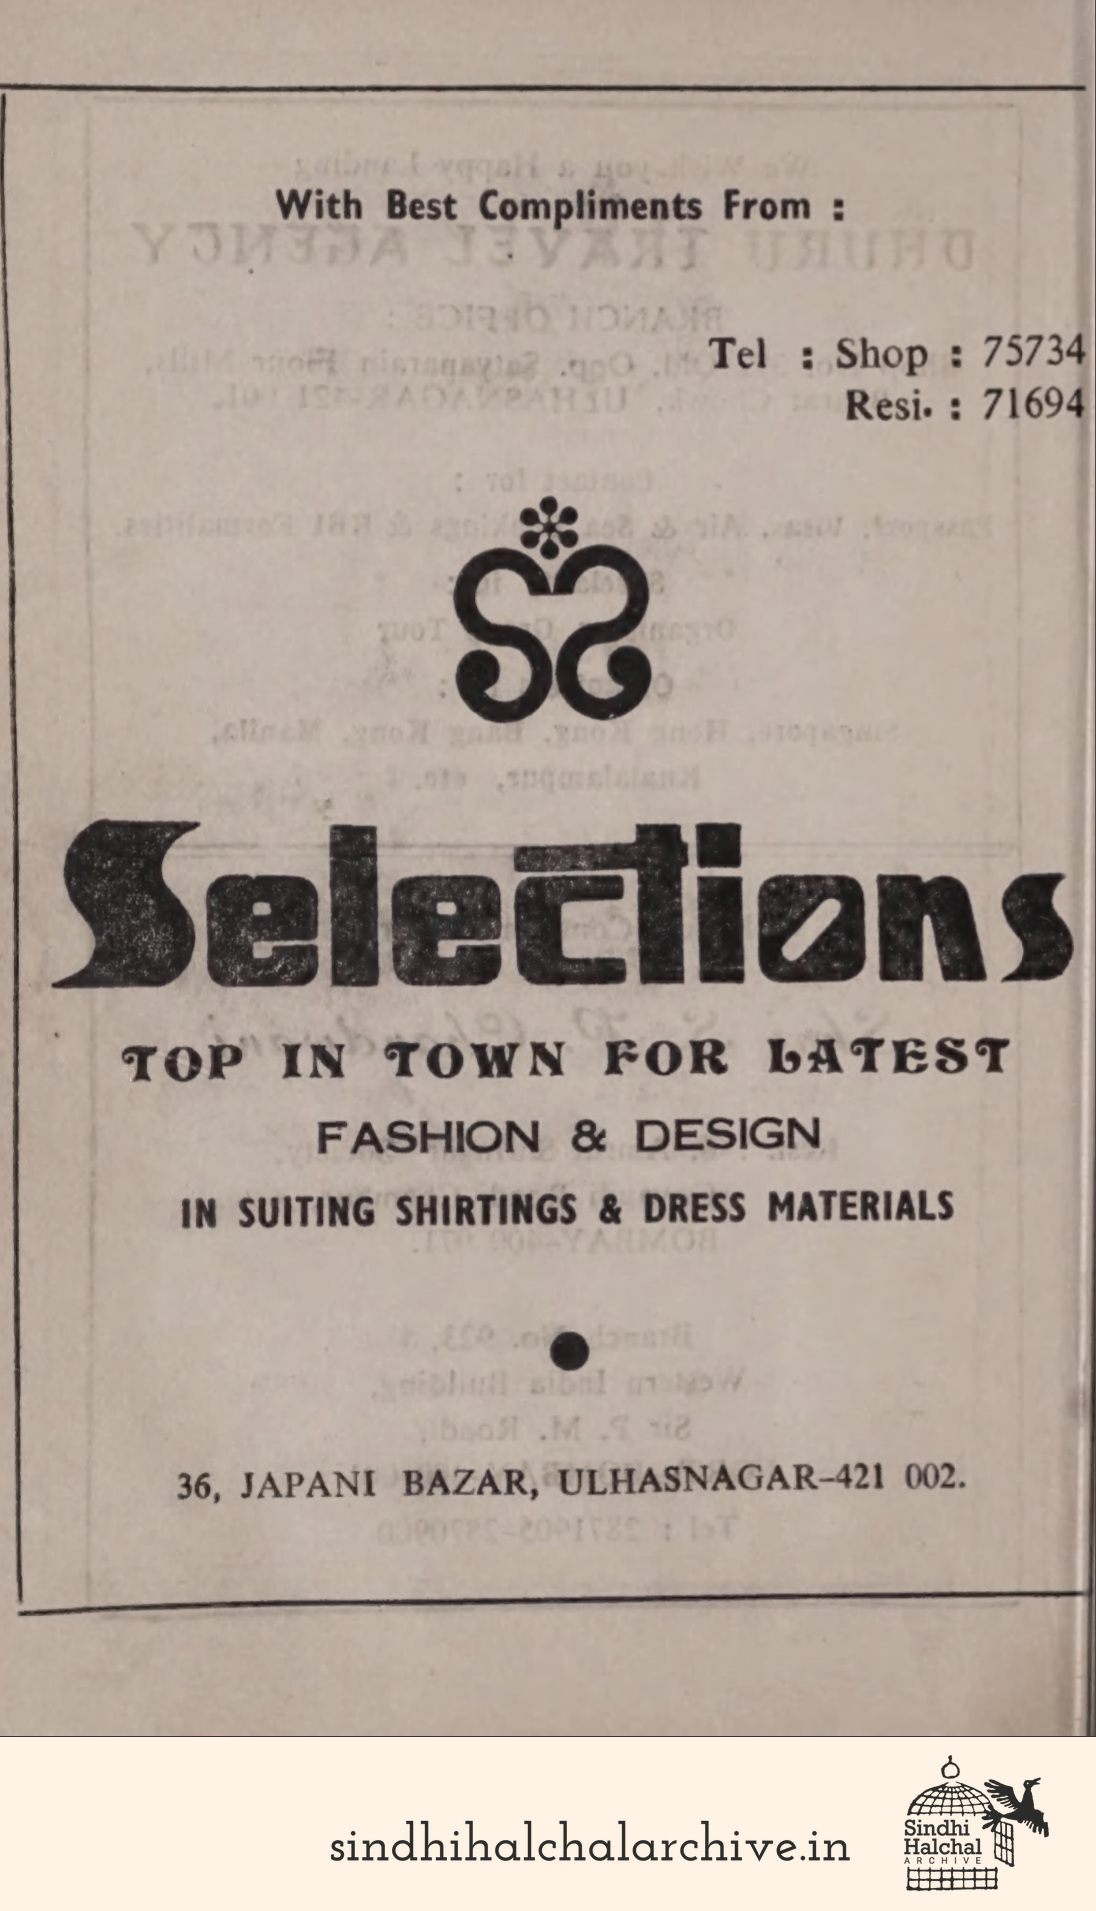 With Best Compliments From :
Tel : Shop : 75734
Resi. : 71694
Selections
TOP IN TOWN FOR LATEST
FASHION & DESIGN
IN SUITING SHIRTINGS & DRESS MATERIALS
36, JAPANI BAZAR, ULHASNAGAR-421 002.
sindhihalchalarchive.in
Sindhi
Halchal
ARCHIVE